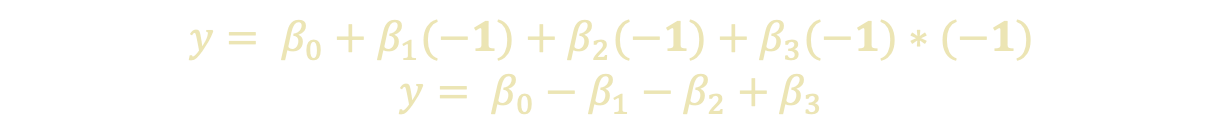 y = β₀ + β₁(−1) + β₂(−1) + β₃(−1) * (−1)
y = β₀ − β₁ − β₂ + β₃